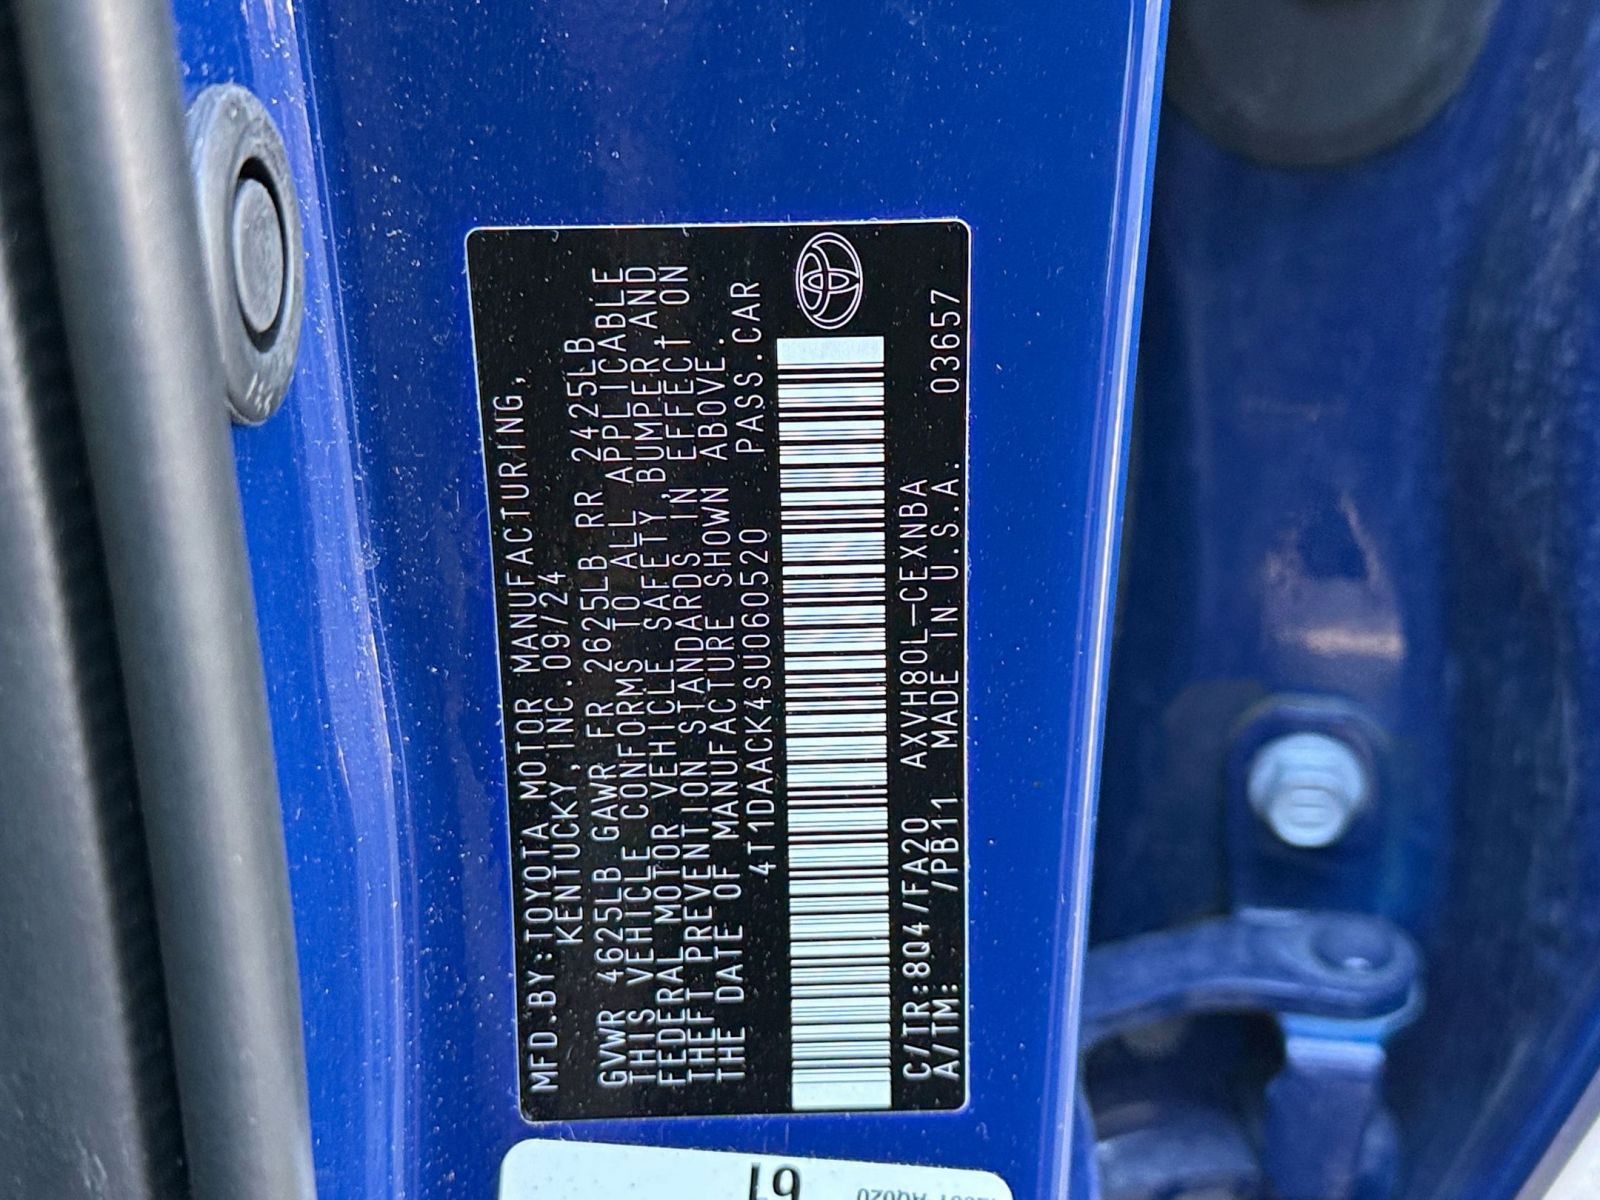 MFD.BY:TOYOTA MOTOR MANUFACTURING,
KENTUCKY,INC.09/24
GVWR 4625LB GAWR FR 2625LB RR 2425LB
THIS VEHICLE CONFORMS TO ALL APPLICABLE
FEDERAL MOTOR VEHICLE SAFETY,BUMPER,AND
THEFT PREVENTION STANDARDS IN EFFECT ON
THE DATE OF MANUFACTURE SHOWN ABOVE.
4T1DAACK4SU060520 PASS.CAR
C/TR:8Q4/FA20 AXVH80L-CEXNBA 03657
A/TM: /PB11 MADE IN U.S.A.
61
AQ020